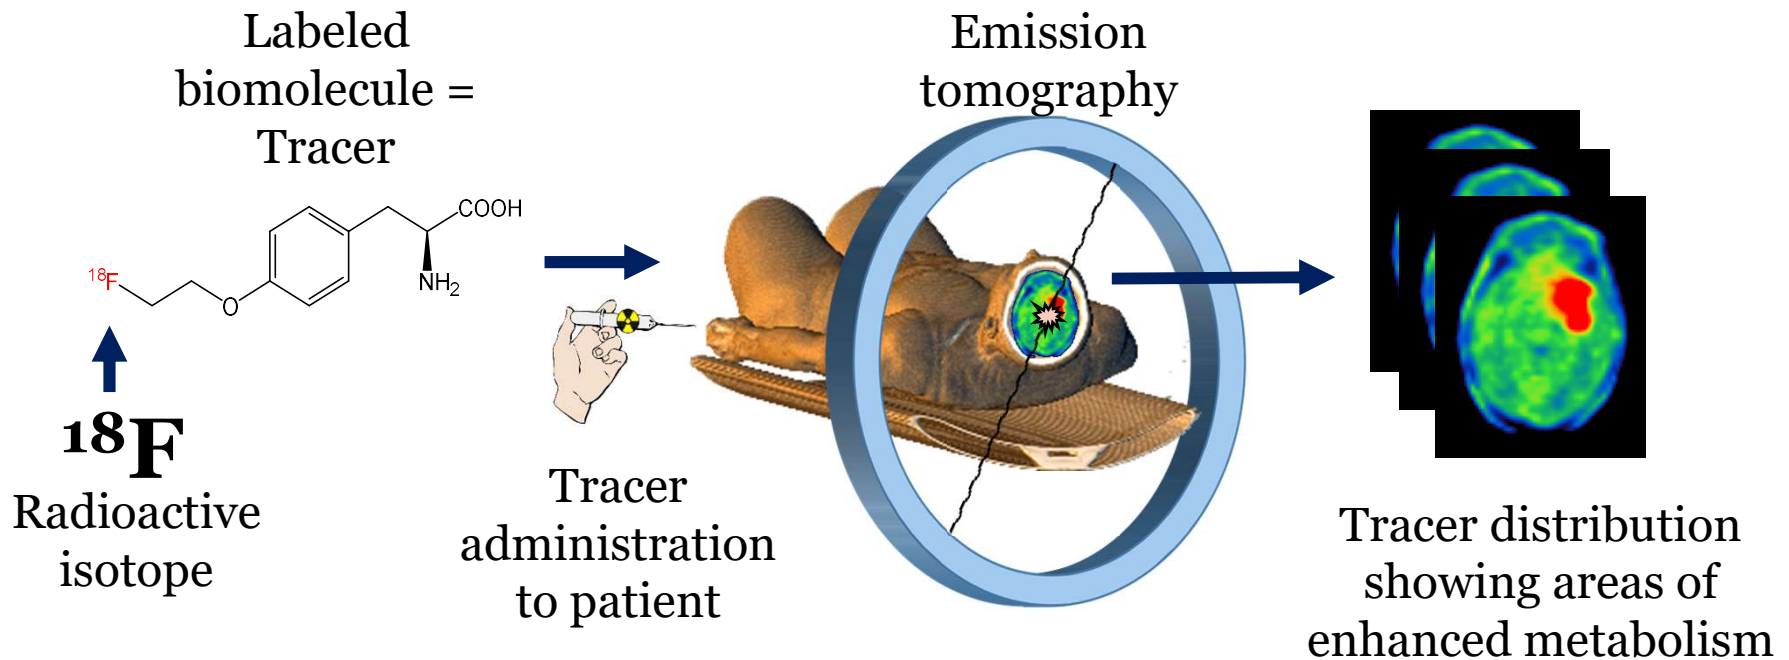 Labeled
biomolecule =
Tracer
¹⁸F
O
COOH
NH₂
¹⁸F
Radioactive
isotope
Tracer
administration
to patient
Emission
tomography
Tracer distribution
showing areas of
enhanced metabolism